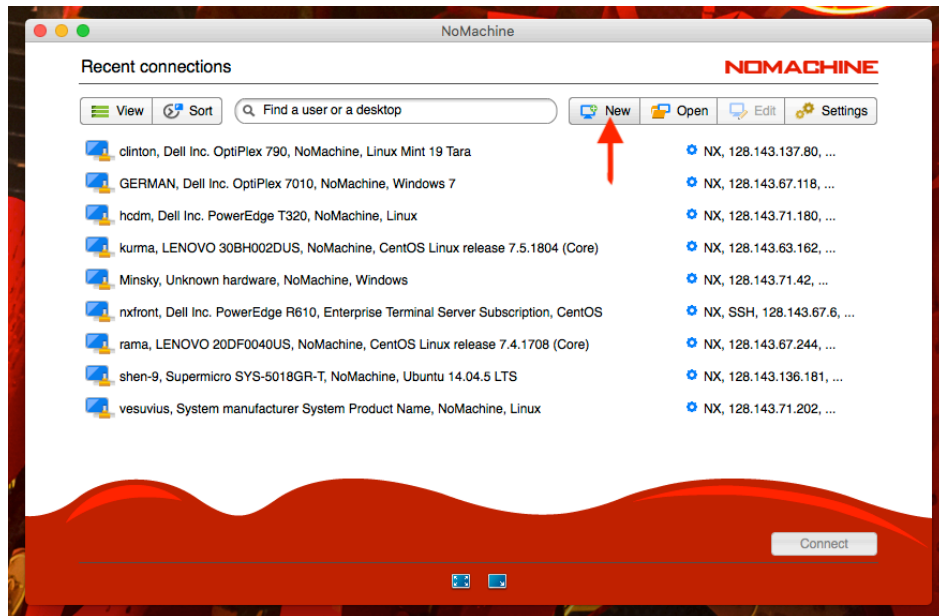 NoMachine
Recent connections
NOMACHINE
View Sort Find a user or a desktop New Open Edit Settings
clinton, Dell Inc. OptiPlex 790, NoMachine, Linux Mint 19 Tara NX, 128.143.137.80, ...
GERMAN, Dell Inc. OptiPlex 7010, NoMachine, Windows 7 NX, 128.143.67.118, ...
hcdm, Dell Inc. PowerEdge T320, NoMachine, Linux NX, 128.143.71.180, ...
kurma, LENOVO 30BH002DUS, NoMachine, CentOS Linux release 7.5.1804 (Core) NX, 128.143.63.162, ...
Minsky, Unknown hardware, NoMachine, Windows NX, 128.143.71.42, ...
nxfront, Dell Inc. PowerEdge R610, Enterprise Terminal Server Subscription, CentOS NX, SSH, 128.143.67.6, ...
rama, LENOVO 20DF0040US, NoMachine, CentOS Linux release 7.4.1708 (Core) NX, 128.143.67.244, ...
shen-9, Supermicro SYS-5018GR-T, NoMachine, Ubuntu 14.04.5 LTS NX, 128.143.136.181, ...
vesuvius, System manufacturer System Product Name, NoMachine, Linux NX, 128.143.71.202, ...
Connect